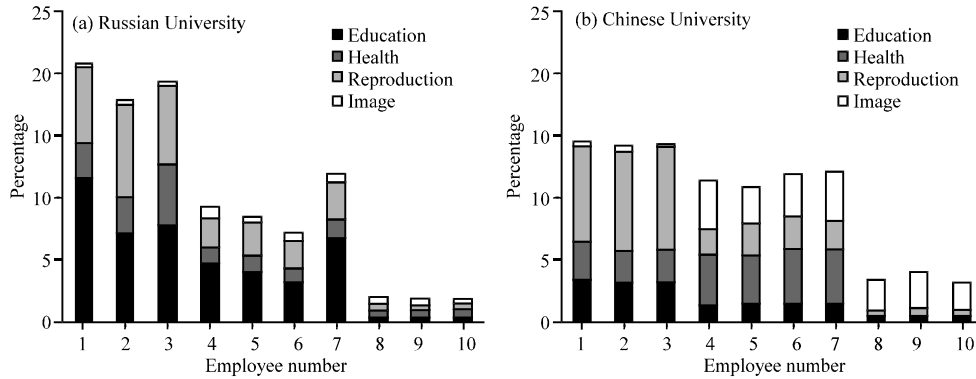 (a) Russian University
Education
Health
Reproduction
Image
Percentage
25
20
10
10
5
0
1 2 3 4 5 6 7 8 9 10
Employee number
(b) Chinese University
Education
Health
Reproduction
Image
Percentage
25
20
10
10
5
0
1 2 3 4 5 6 7 8 9 10
Employee number